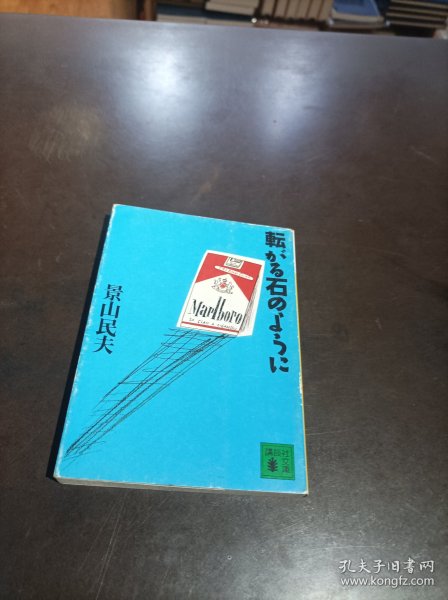 転がる石のように
景山民夫
Marlboro
講談社
文庫
孔夫子旧书网
www.kongfz.com